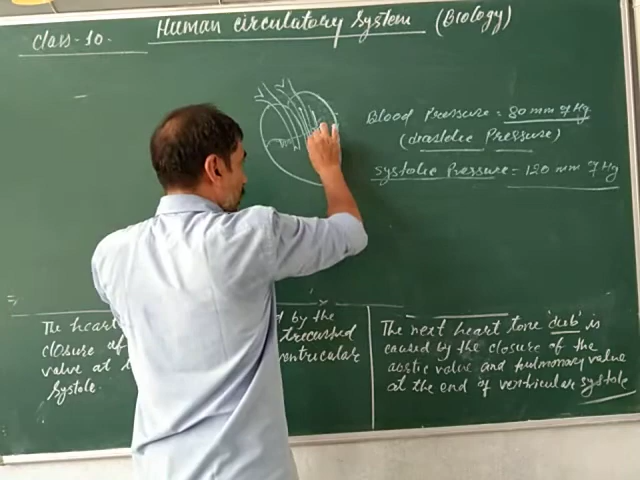 Class-10. Human circulatory System (Biology)
Blood Pressure = 80 mm of Hg
(diastolic Pressure)
Systolic Pressure = 120 mm of Hg
The heart
closure of
valve at
systole.
d by the
tricuspid
ventricular
The next heart tone 'dub' is
caused by the closure of the
aortic valve and pulmonary valve
at the end of ventricular systole